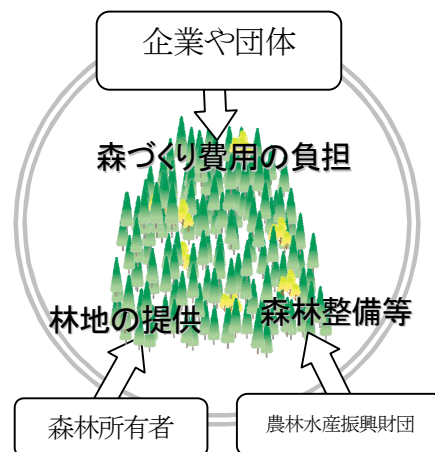 企業や団体
森づくり費用の負担
林地の提供
森林整備等
森林所有者
農林水産振興財団